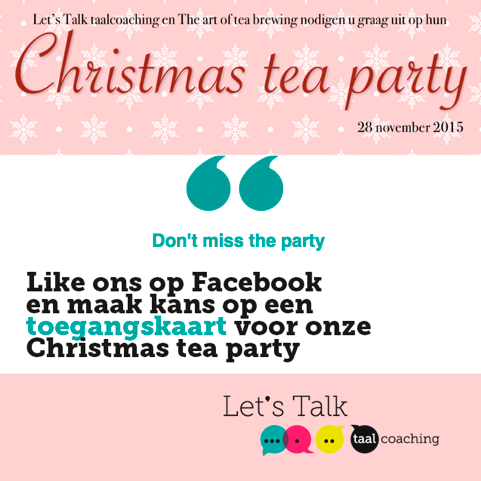 Let's Talk taalcoaching en The art of tea brewing nodigen u graag uit op hun
Christmas tea party
28 november 2015
“
Don't miss the party
Like ons op Facebook
en maak kans op een
toegangskaart voor onze
Christmas tea party
Let's Talk
... . .. taalcoaching